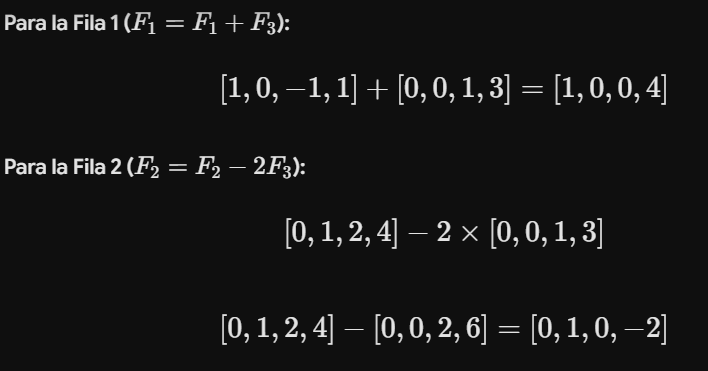 Para la Fila 1 (F₁ = F₁ + F₃):
[1, 0, −1, 1] + [0, 0, 1, 3] = [1, 0, 0, 4]
Para la Fila 2 (F₂ = F₂ − 2F₃):
[0, 1, 2, 4] − 2 × [0, 0, 1, 3]
[0, 1, 2, 4] − [0, 0, 2, 6] = [0, 1, 0, −2]